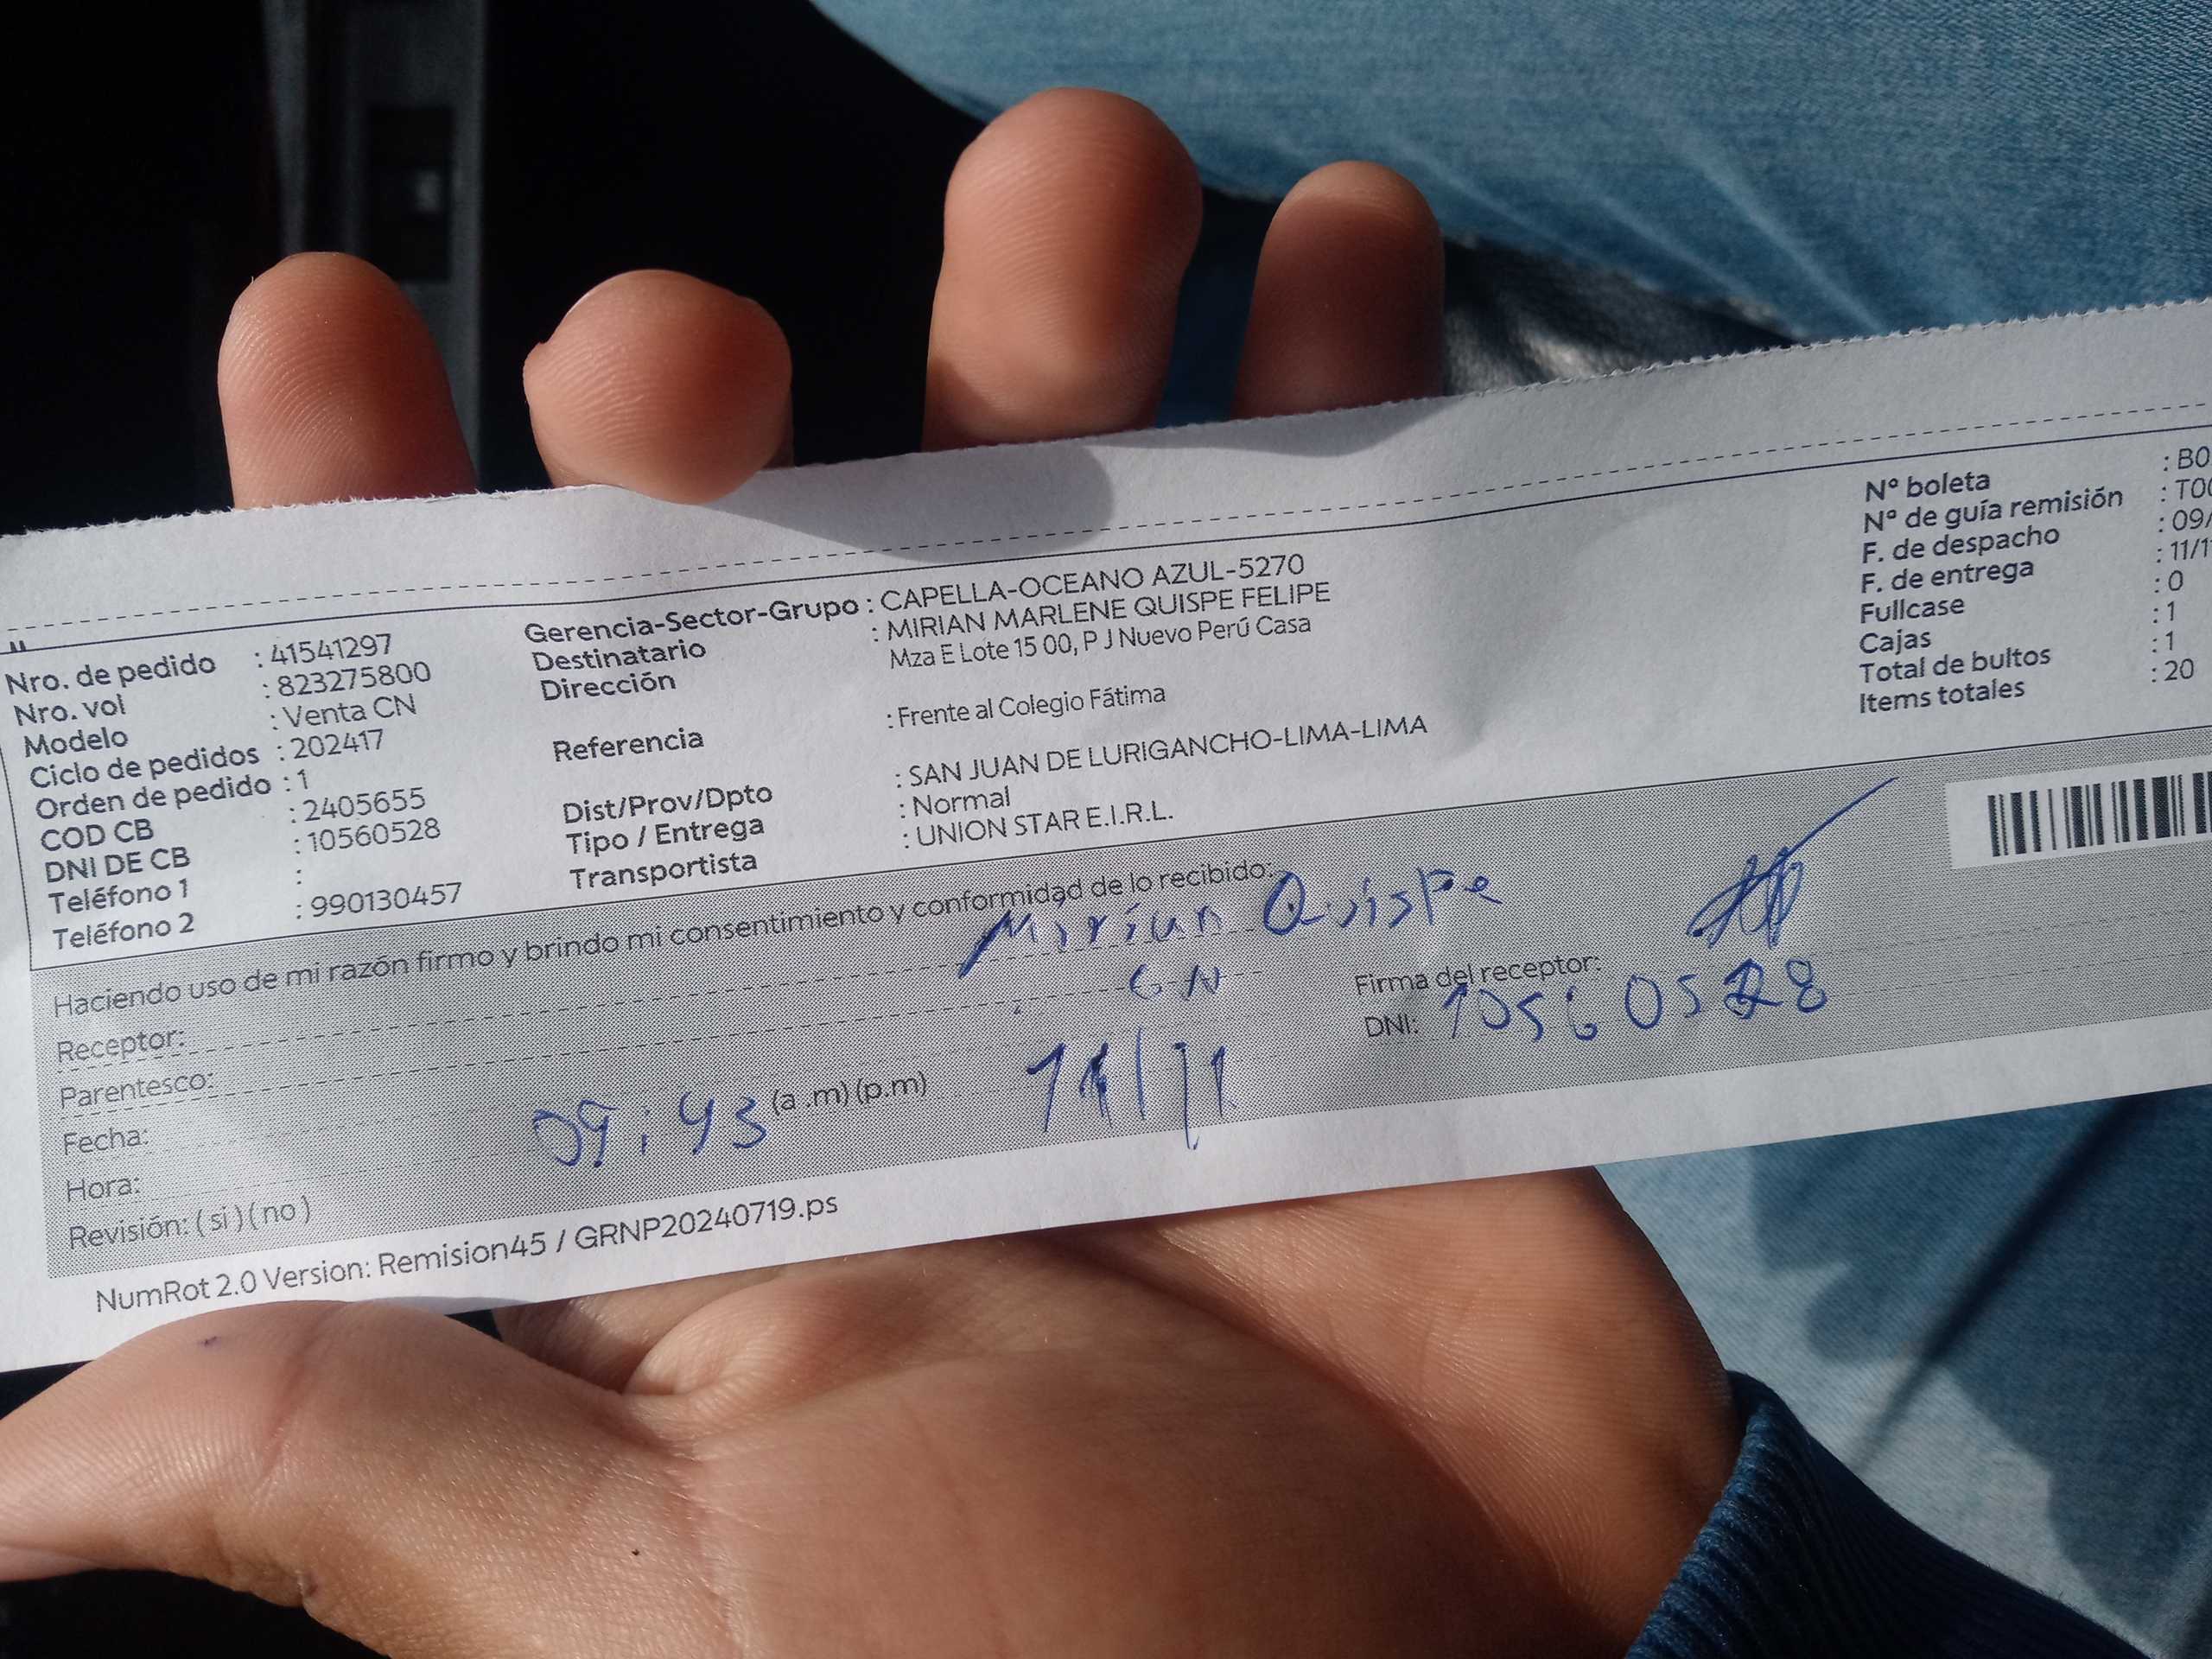 Nro. de pedido : 41541297
Nro. vol : 823275800
Modelo : Venta CN
Ciclo de pedidos : 202417
Orden de pedido : 1
COD CB : 2405655
DNI DE CB : 10560528
Teléfono 1 :
Teléfono 2 : 990130457
Gerencia-Sector-Grupo : CAPELLA-OCEANO AZUL-5270
Destinatario : MIRIAN MARLENE QUISPE FELIPE
Dirección Mza E Lote 15 00, P J Nuevo Perú Casa
Referencia : Frente al Colegio Fátima
Dist/Prov/Dpto : SAN JUAN DE LURIGANCHO-LIMA-LIMA
Tipo / Entrega : Normal
Transportista : UNION STAR E.I.R.L.
N° boleta : B0
N° de guía remisión : T00
F. de despacho : 09/
F. de entrega : 11/1
Fullcase : 0
Cajas : 1
Total de bultos : 1
Items totales : 20
Haciendo uso de mi razón firmo y brindo mi consentimiento y conformidad de lo recibido:
Receptor: Mirian Quispe
Parentesco: CN
Fecha: 11/11
Hora: 09:43 (a .m) (p.m)
Revisión: ( si ) ( no )
Firma del receptor:
DNI: 10560528
NumRot 2.0 Version: Remision45 / GRNP20240719.ps